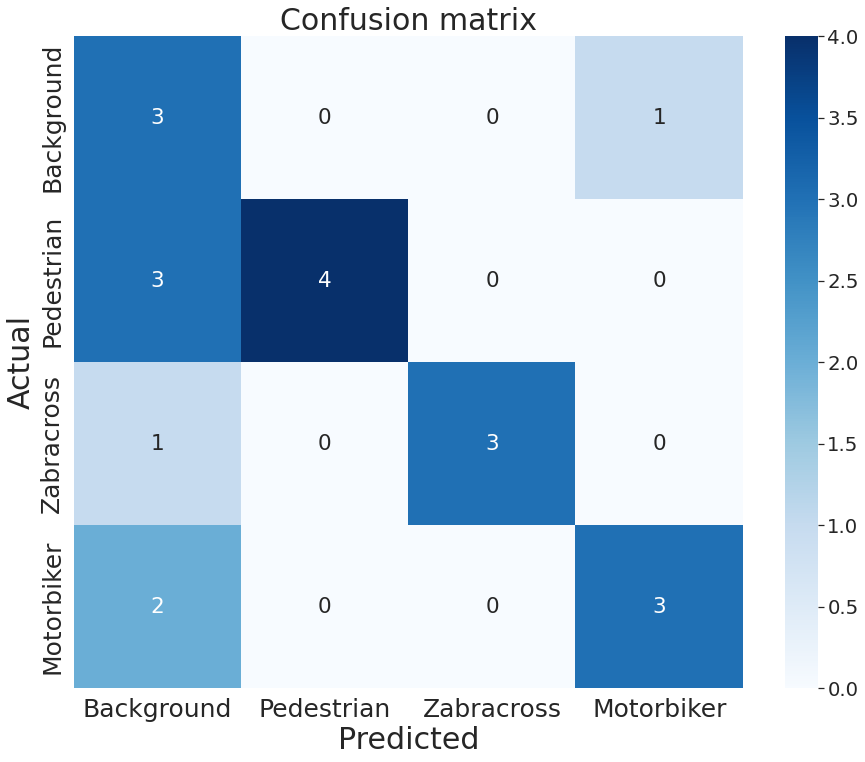 Confusion matrix
Actual
Background
3
0
0
1
Pedestrian
3
4
0
0
Zabracross
1
0
3
0
Motorbiker
2
0
0
3
Background
Pedestrian
Zabracross
Motorbiker
Predicted
4.0
3.5
3.0
2.5
2.0
1.5
1.0
0.5
0.0